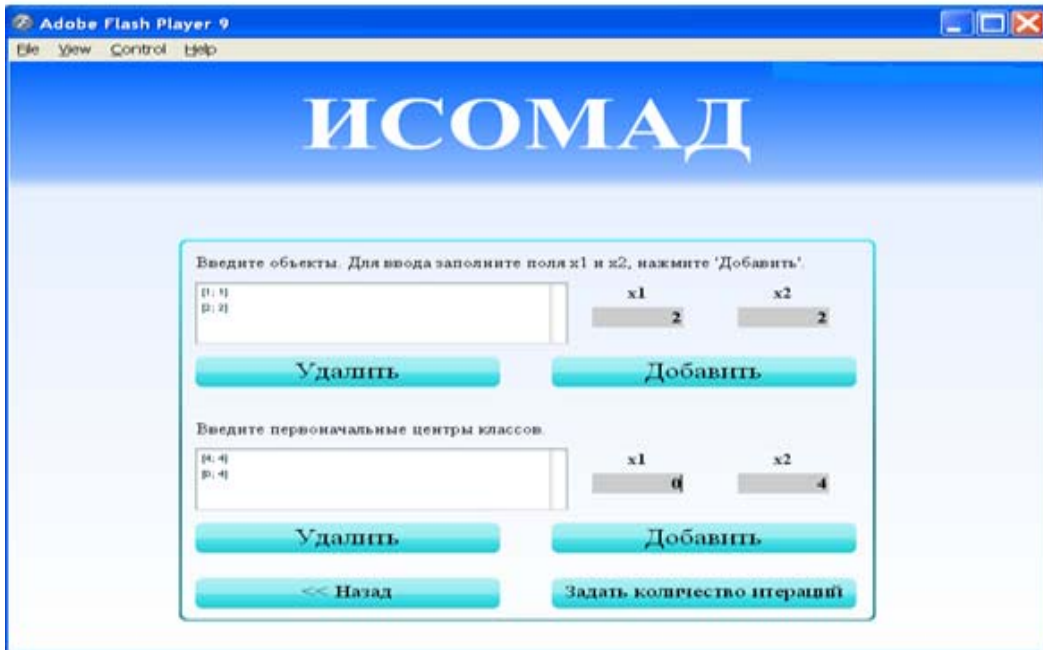 Adobe Flash Player 9
File View Control Help
ИСОМАД
Введите объекты. Для ввода заполните поля x1 и x2, нажмите 'Добавить'.
[1; 1]
[2; 2]
x1 x2
2 2
Удалить Добавить
Введите первоначальные центры классов.
[4; 4]
[0; 4]
x1 x2
0 4
Удалить Добавить
<< Назад Задать количество итераций